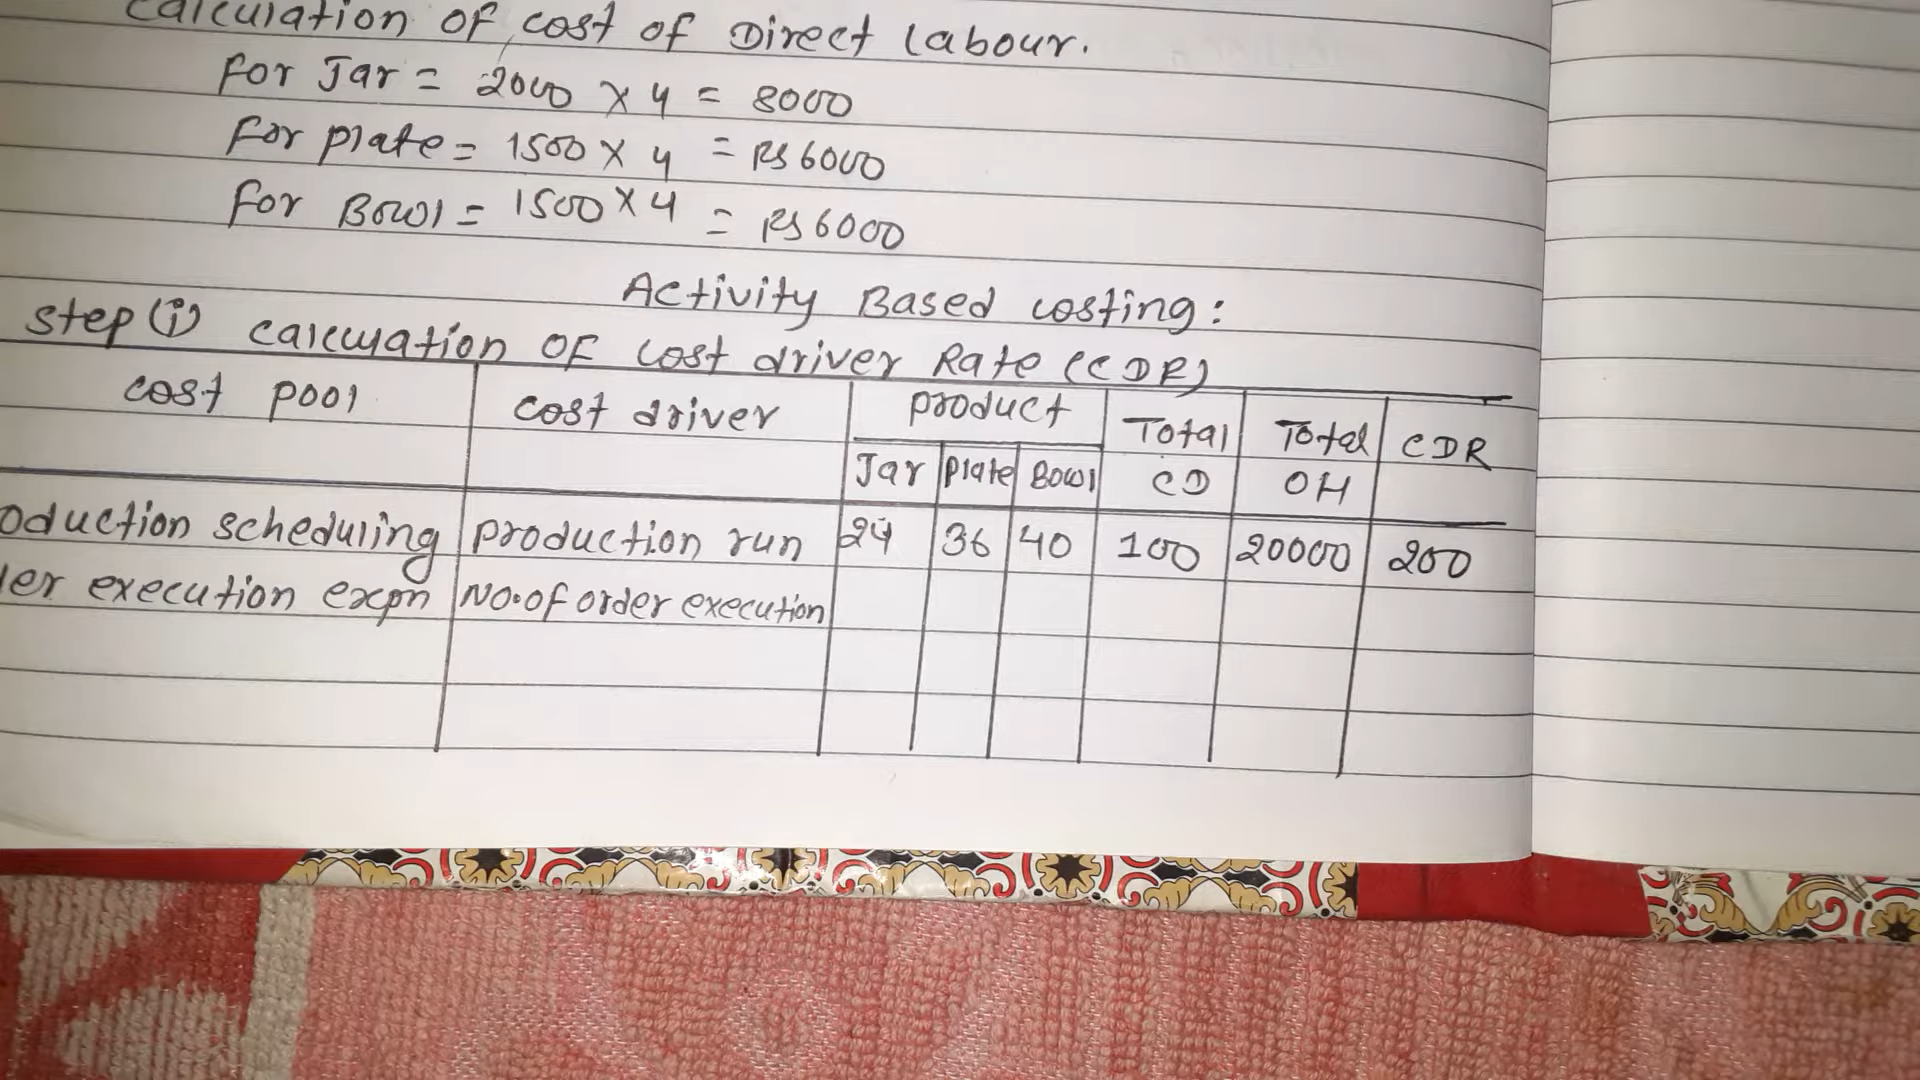 calculation of cost of Direct labour.
for Jar = 2000 x 4 = 8000
for plate = 1500 x 4 = Rs 6000
for Bowl = 1500 x 4 = Rs 6000
Activity Based costing:
step (i) calculation of cost driver Rate (CDR)
cost pool cost driver product Total Total CDR
Jar plate Bowl CD OH
oduction scheduling production run 24 36 40 100 20000 200
er execution expn No. of order execution